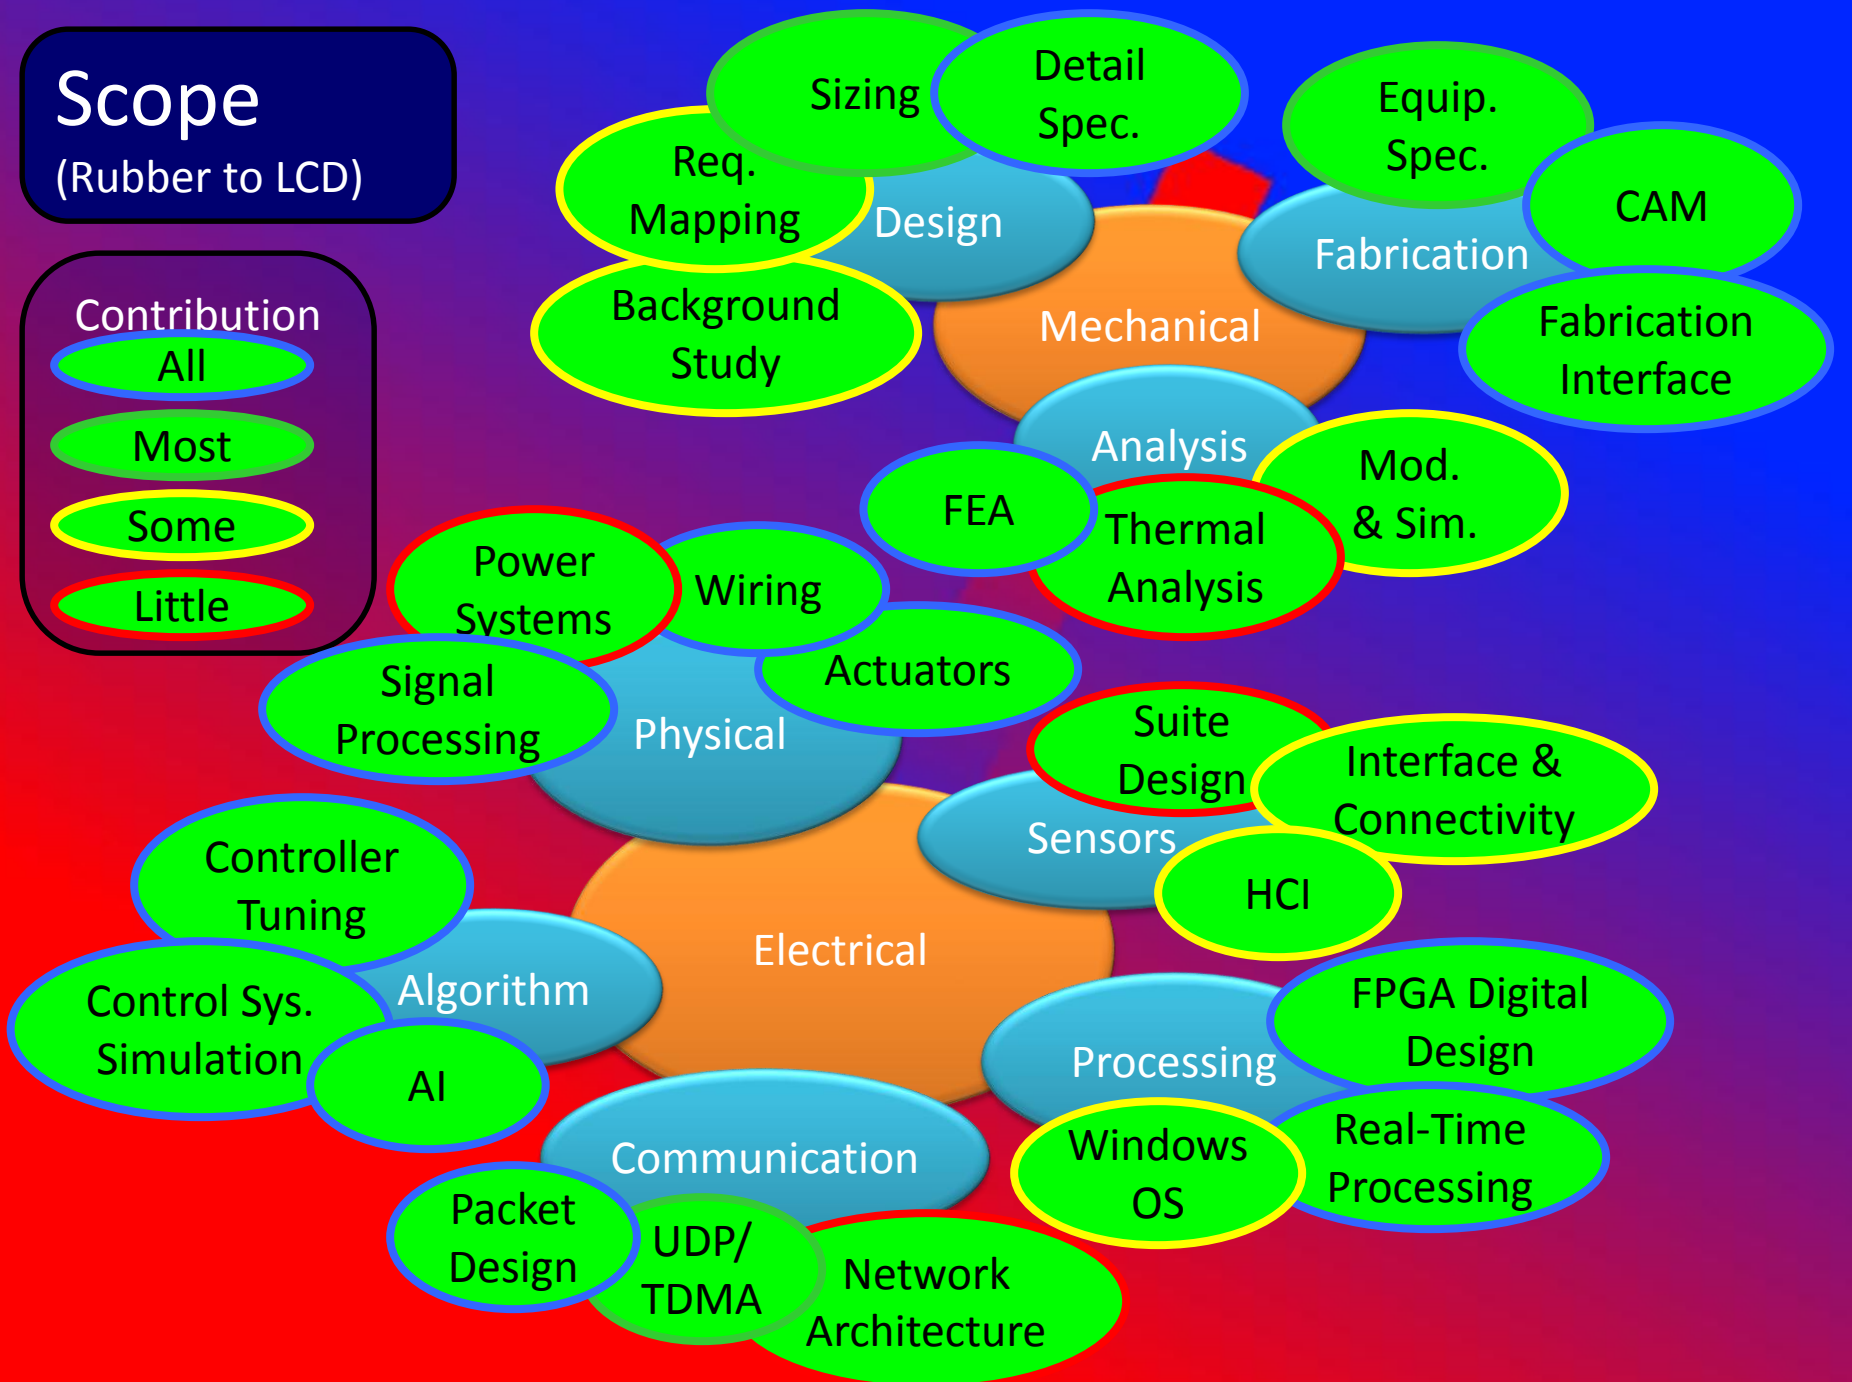 Scope
(Rubber to LCD)
Contribution
All
Most
Some
Little
Sizing
Detail
Spec.
Req.
Mapping
Design
Background
Study
Equip.
Spec.
CAM
Fabrication
Fabrication
Interface
Mechanical
Analysis
FEA
Thermal
Analysis
Mod.
& Sim.
Power
Systems
Wiring
Actuators
Signal
Processing
Physical
Suite
Design
Interface &
Connectivity
Sensors
HCI
Controller
Tuning
Control Sys.
Simulation
Algorithm
AI
Electrical
Processing
FPGA Digital
Design
Real-Time
Processing
Windows
OS
Communication
Packet
Design
UDP/
TDMA
Network
Architecture